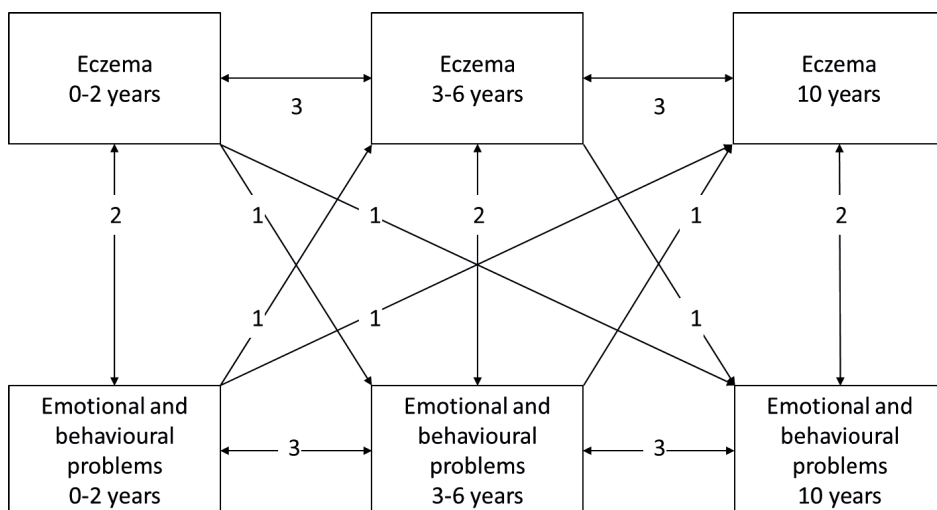 Eczema
0-2 years
Eczema
3-6 years
Eczema
10 years
3
3
2
1
1
2
1
2
1
1
1
Emotional and
behavioural
problems
0-2 years
Emotional and
behavioural
problems
3-6 years
Emotional and
behavioural
problems
10 years
3
3